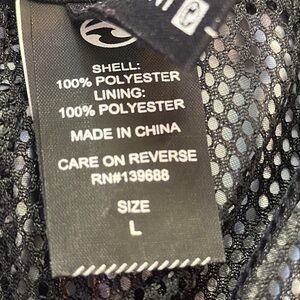 SHELL:
100% POLYESTER
LINING:
100% POLYESTER
MADE IN CHINA
CARE ON REVERSE
RN#139688
SIZE
L